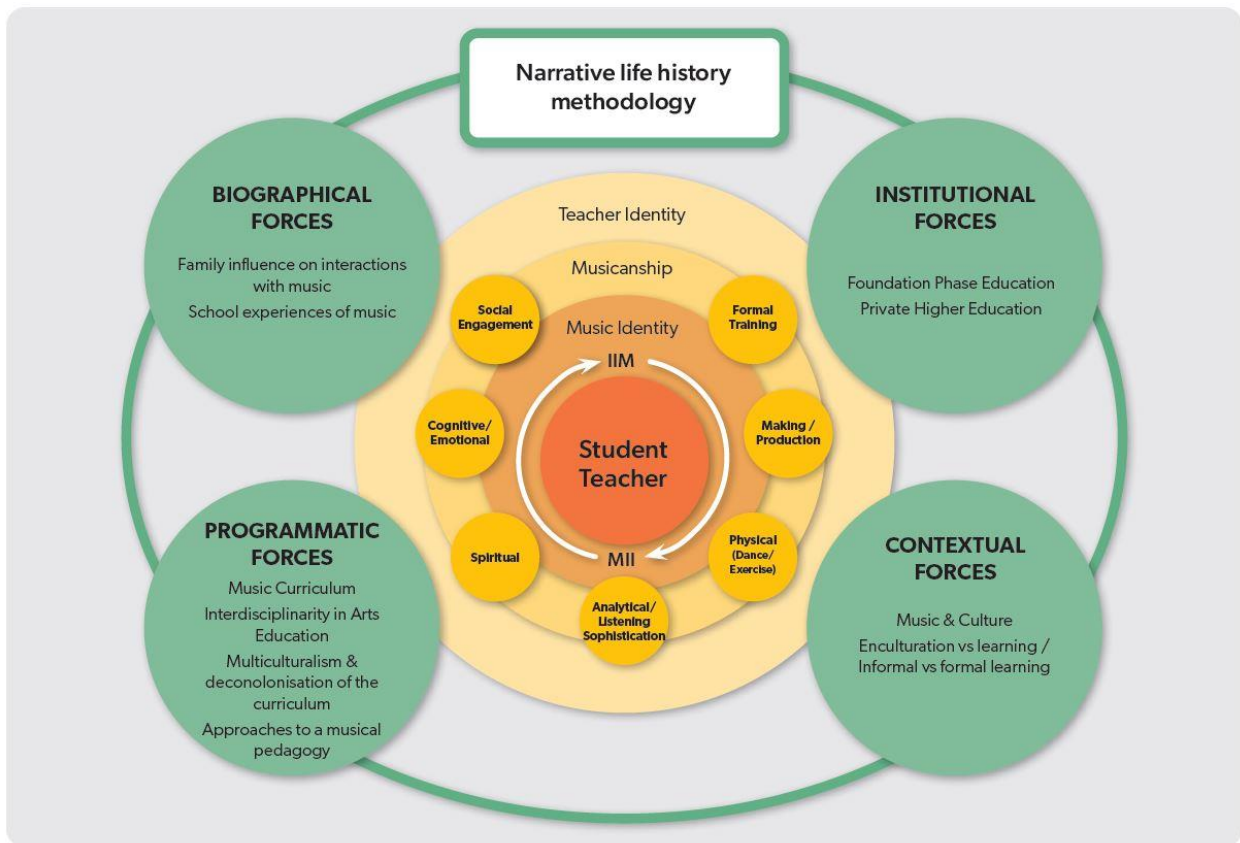 Narrative life history
methodology
BIOGRAPHICAL
FORCES
Family influence on interactions
with music
School experiences of music
INSTITUTIONAL
FORCES
Foundation Phase Education
Private Higher Education
Teacher Identity
Musicanship
Music Identity
IIM
Student
Teacher
MII
Social
Engagement
Formal
Training
Cognitive/
Emotional
Making /
Production
Spiritual
Physical
(Dance/
Exercise)
Analytical/
Listening
Sophistication
PROGRAMMATIC
FORCES
Music Curriculum
Interdisciplinarity in Arts
Education
Multiculturalism &
deconolonisation of the
curriculum
Approaches to a musical
pedagogy
CONTEXTUAL
FORCES
Music & Culture
Enculturation vs learning /
Informal vs formal learning